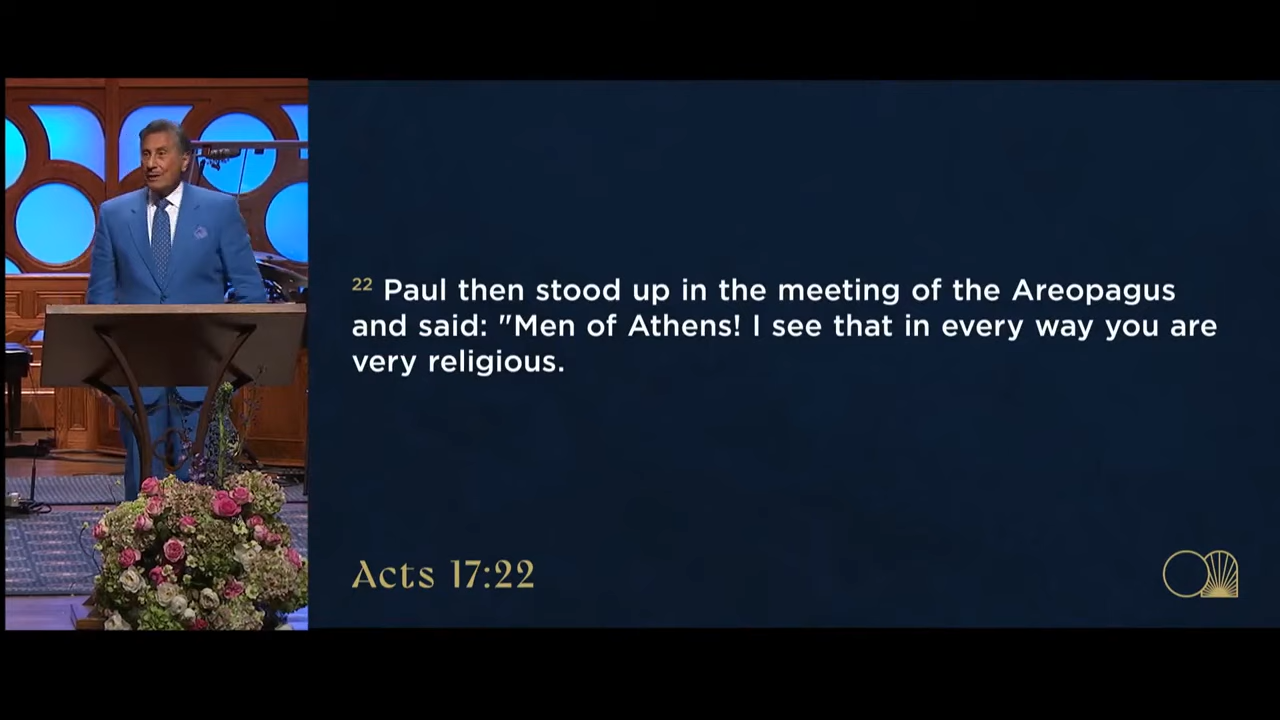 22 Paul then stood up in the meeting of the Areopagus
and said: "Men of Athens! I see that in every way you are
very religious.
Acts 17:22